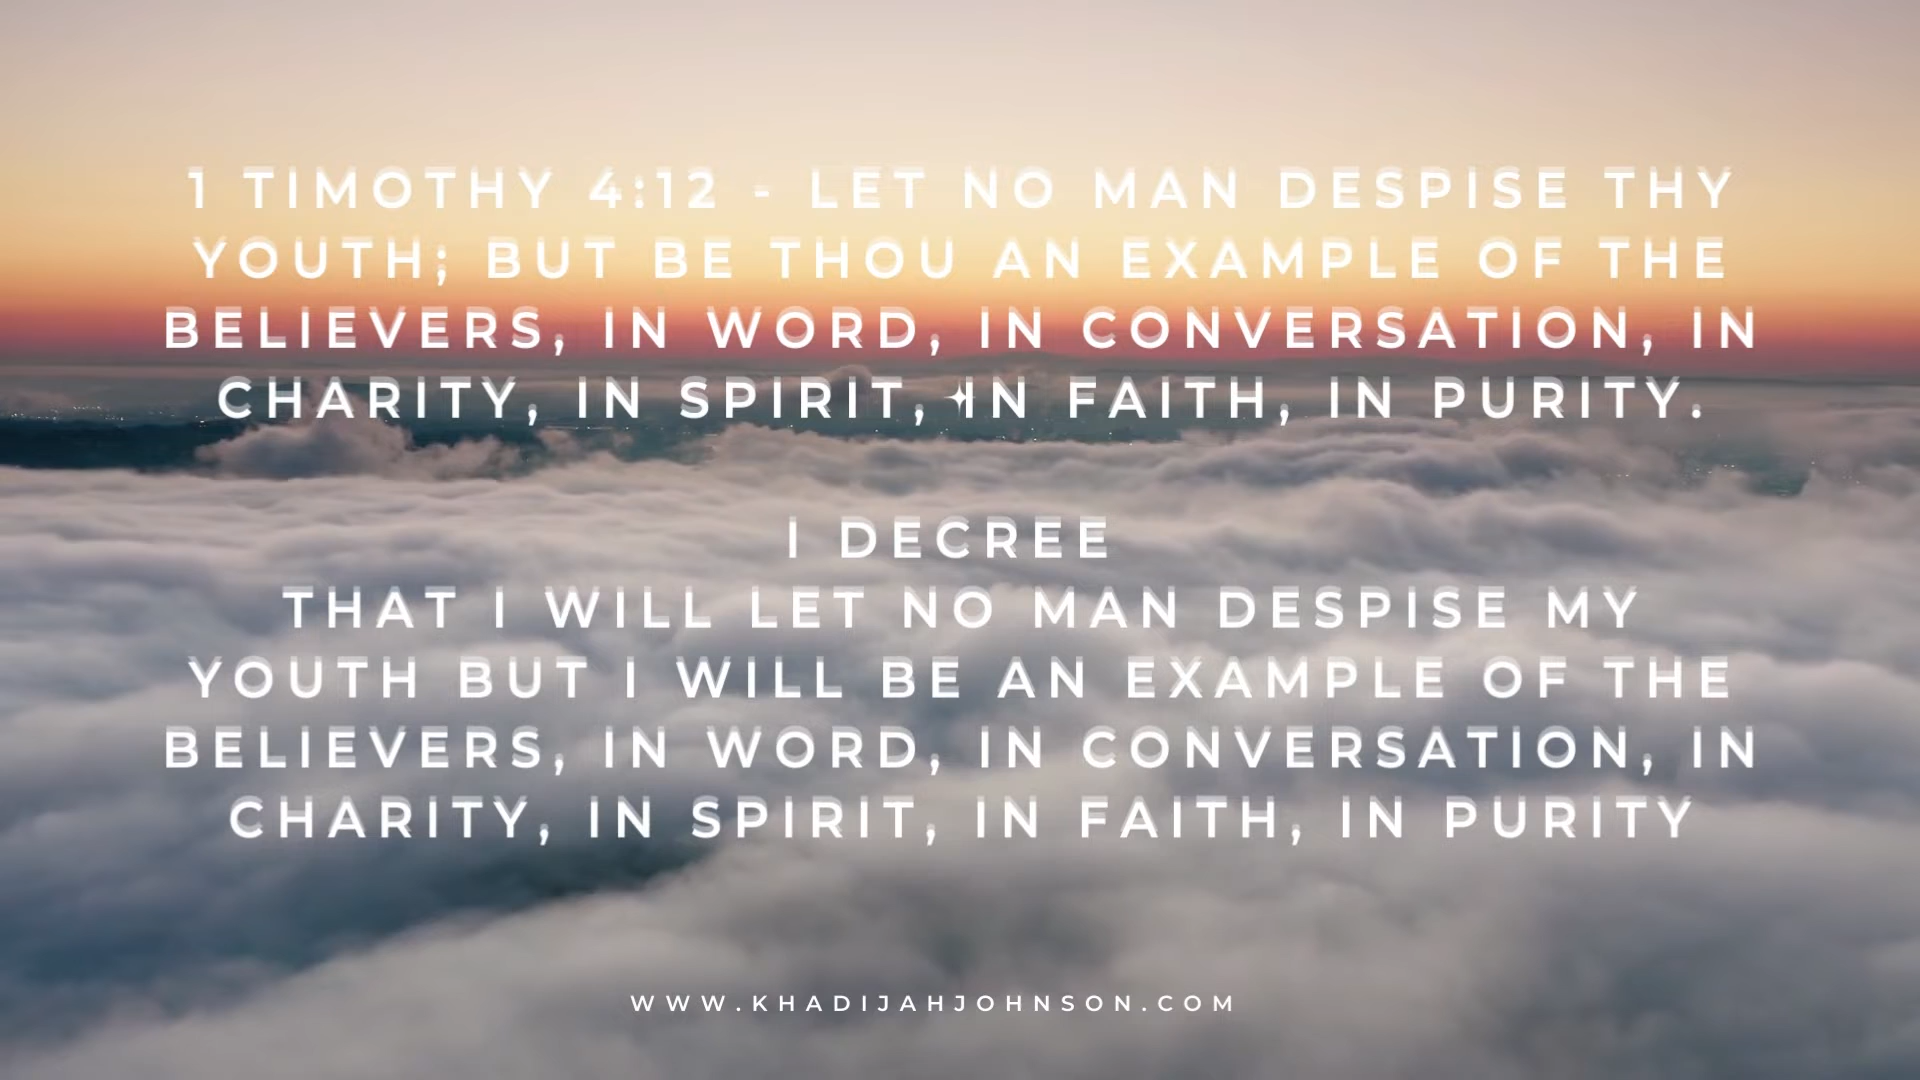 1 TIMOTHY 4:12 - LET NO MAN DESPISE THY
YOUTH; BUT BE THOU AN EXAMPLE OF THE
BELIEVERS, IN WORD, IN CONVERSATION, IN
CHARITY, IN SPIRIT, IN FAITH, IN PURITY.
I DECREE
THAT I WILL LET NO MAN DESPISE MY
YOUTH BUT I WILL BE AN EXAMPLE OF THE
BELIEVERS, IN WORD, IN CONVERSATION, IN
CHARITY, IN SPIRIT, IN FAITH, IN PURITY
WWW.KHADIJAHJOHNSON.COM